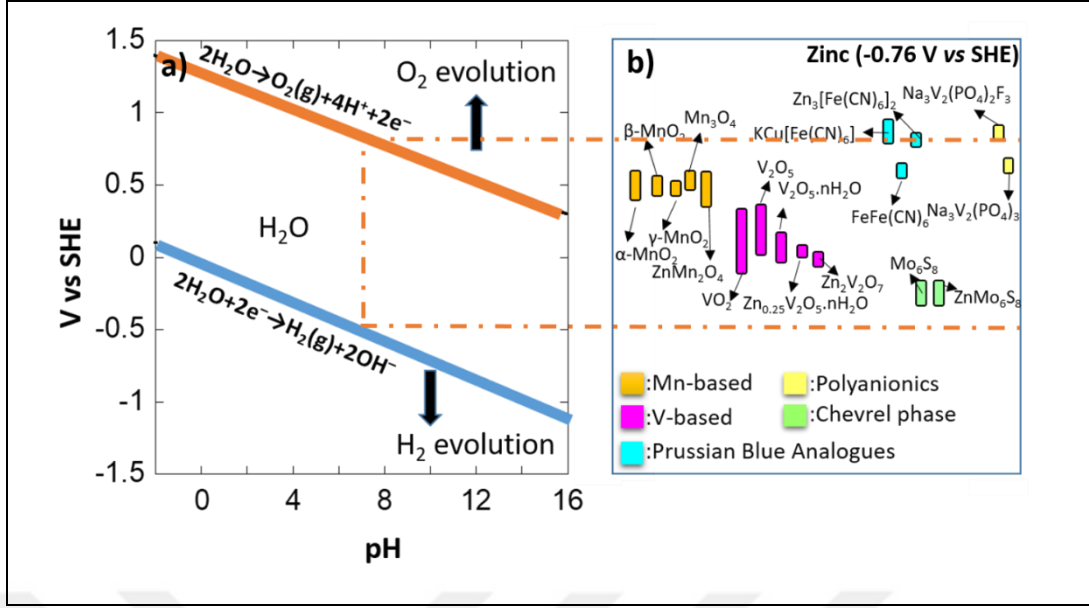 a)
2H₂O→O₂(g)+4H⁺+2e⁻
O₂ evolution
H₂O
2H₂O+2e⁻→H₂(g)+2OH⁻
H₂ evolution
V vs SHE
1.5
1
0.5
0
-0.5
-1
-1.5
0
4
8
12
16
pH
b)
Zinc (-0.76 V vs SHE)
Zn₃[Fe(CN)₆]₂
Na₃V₂(PO₄)₂F₃
Mn₃O₄
β-MnO₂
KCu[Fe(CN)₆]
V₂O₅
V₂O₅.nH₂O
FeFe(CN)₆
Na₃V₂(PO₄)₃
γ-MnO₂
α-MnO₂
ZnMn₂O₄
Mo₆S₈
Zn₂V₂O₇
VO₂
Zn₀.₂₅V₂O₅.nH₂O
ZnMo₆S₈
:Mn-based
:Polyanionics
:V-based
:Chevrel phase
:Prussian Blue Analogues